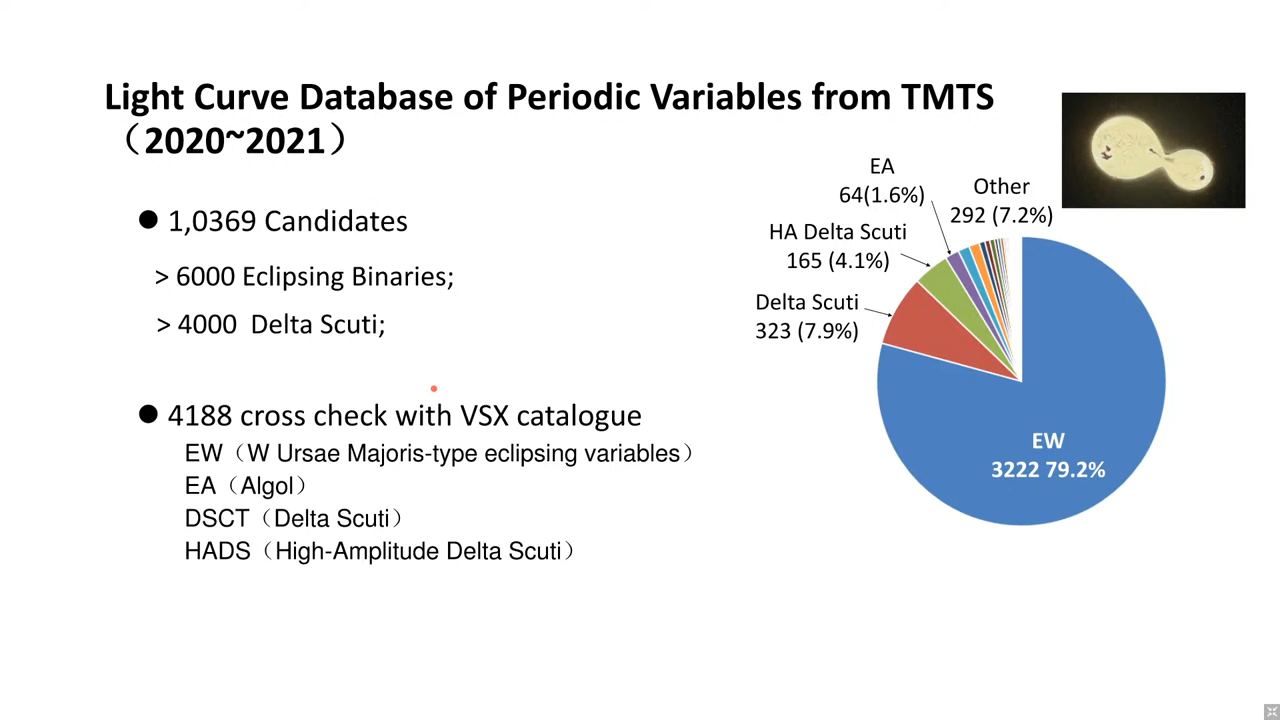 Light Curve Database of Periodic Variables from TMTS
（2020~2021）
● 1,0369 Candidates
> 6000 Eclipsing Binaries;
> 4000 Delta Scuti;
● 4188 cross check with VSX catalogue
EW（W Ursae Majoris-type eclipsing variables）
EA（Algol）
DSCT（Delta Scuti）
HADS（High-Amplitude Delta Scuti）
EA
64(1.6%)
Other
292 (7.2%)
HA Delta Scuti
165 (4.1%)
Delta Scuti
323 (7.9%)
EW
3222 79.2%